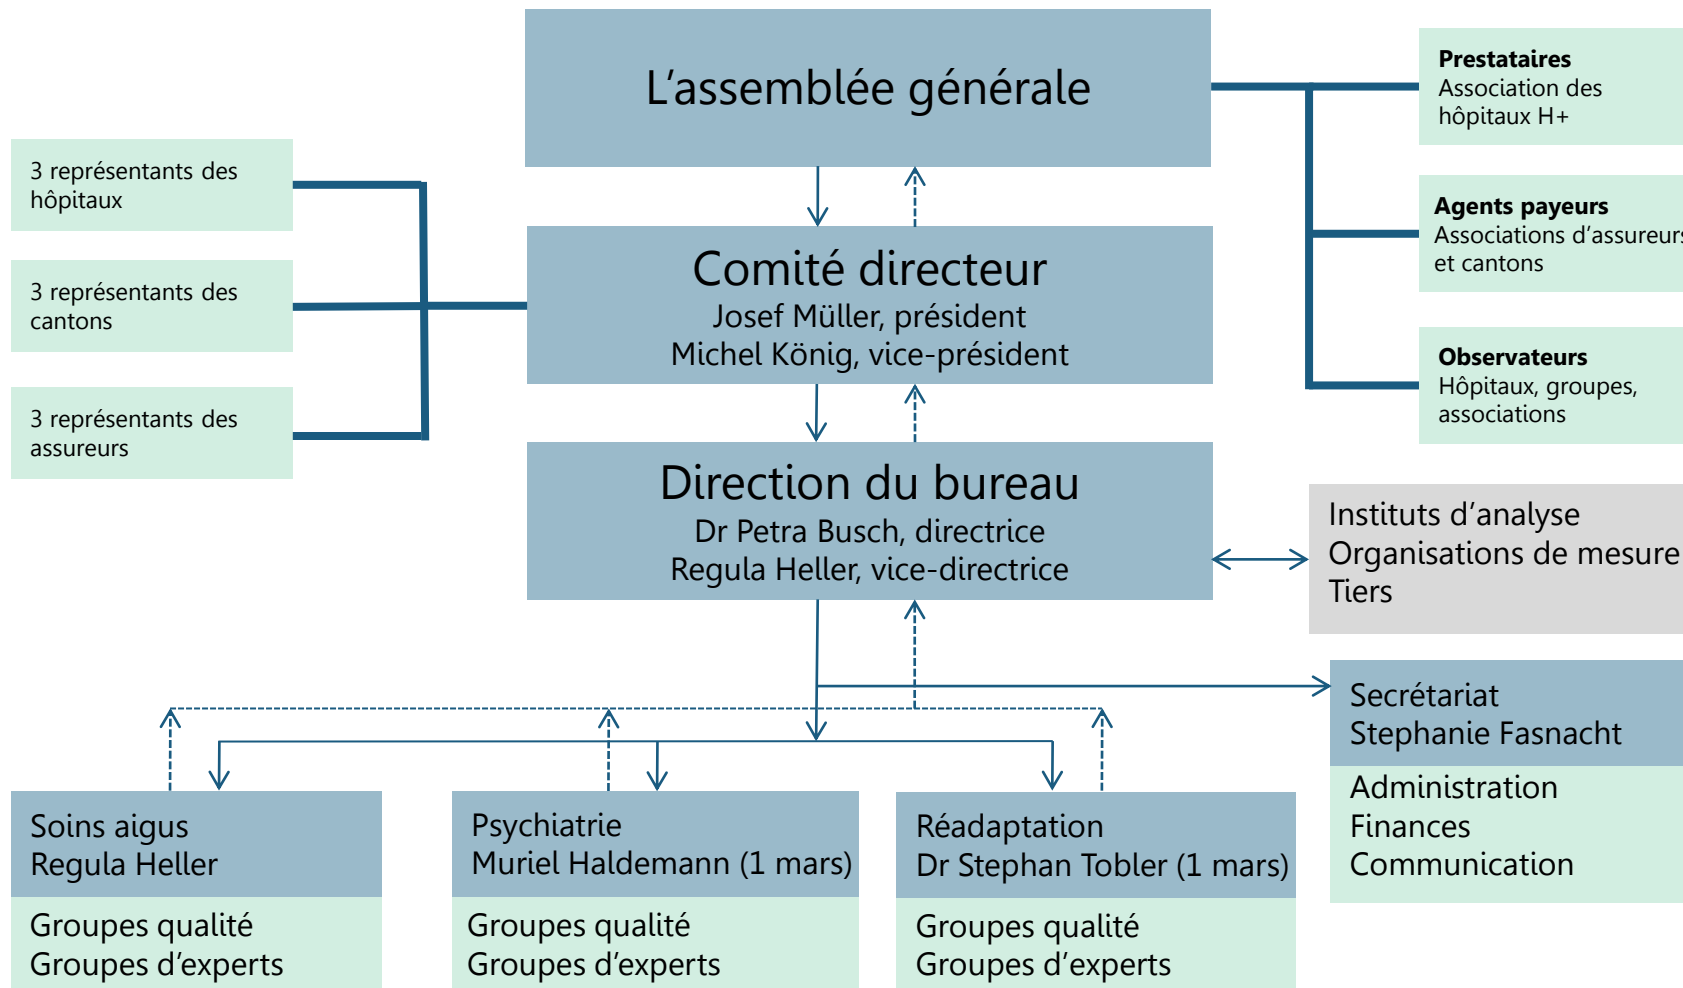 L’assemblée générale
Prestataires
Association des
hôpitaux H+
3 représentants des
hôpitaux
Agents payeurs
Associations d’assureurs
et cantons
Comité directeur
Josef Müller, président
Michel König, vice-président
3 représentants des
cantons
Observateurs
Hôpitaux, groupes,
associations
3 représentants des
assureurs
Direction du bureau
Dr Petra Busch, directrice
Regula Heller, vice-directrice
Instituts d’analyse
Organisations de mesure
Tiers
Secrétariat
Stephanie Fasnacht
Administration
Finances
Communication
Soins aigus
Regula Heller
Groupes qualité
Groupes d’experts
Psychiatrie
Muriel Haldemann (1 mars)
Groupes qualité
Groupes d’experts
Réadaptation
Dr Stephan Tobler (1 mars)
Groupes qualité
Groupes d’experts